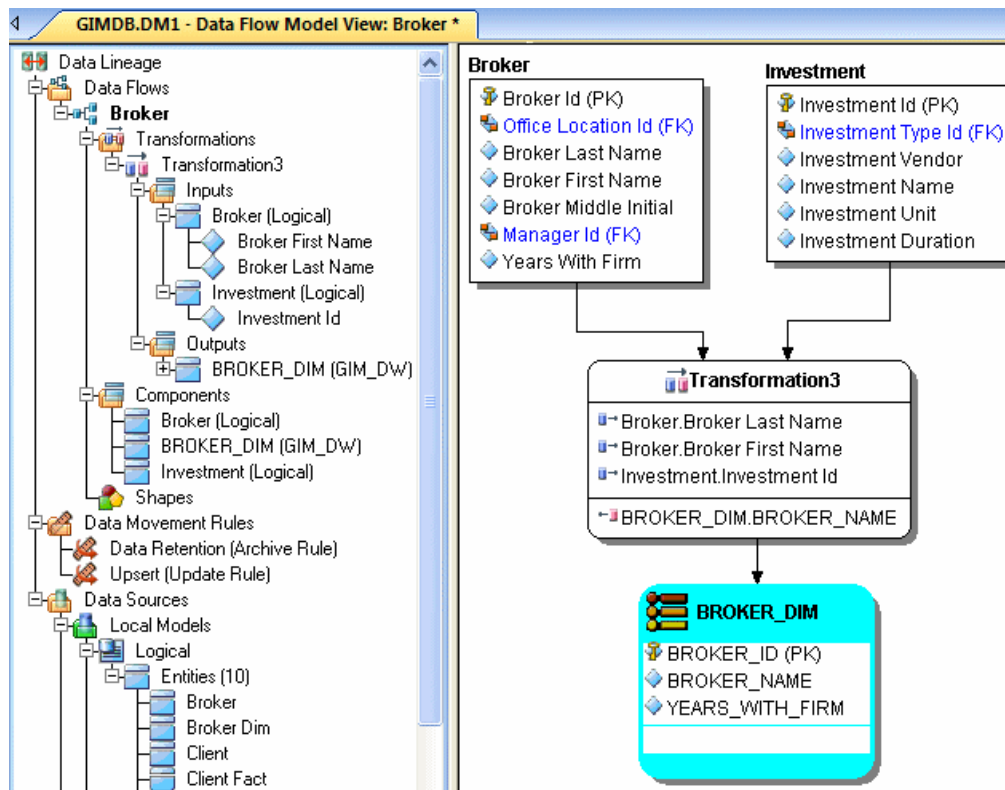 GIMDB.DM1 - Data Flow Model View: Broker *
Data Lineage
Data Flows
Broker
Transformations
Transformation3
Inputs
Broker (Logical)
Broker First Name
Broker Last Name
Investment (Logical)
Investment Id
Outputs
BROKER_DIM (GIM_DW)
Components
Broker (Logical)
BROKER_DIM (GIM_DW)
Investment (Logical)
Shapes
Data Movement Rules
Data Retention (Archive Rule)
Upsert (Update Rule)
Data Sources
Local Models
Logical
Entities (10)
Broker
Broker Dim
Client
Client Fact
Broker
Broker Id (PK)
Office Location Id (FK)
Broker Last Name
Broker First Name
Broker Middle Initial
Manager Id (FK)
Years With Firm
Investment
Investment Id (PK)
Investment Type Id (FK)
Investment Vendor
Investment Name
Investment Unit
Investment Duration
Transformation3
Broker.Broker Last Name
Broker.Broker First Name
Investment.Investment Id
BROKER_DIM.BROKER_NAME
BROKER_DIM
BROKER_ID (PK)
BROKER_NAME
YEARS_WITH_FIRM